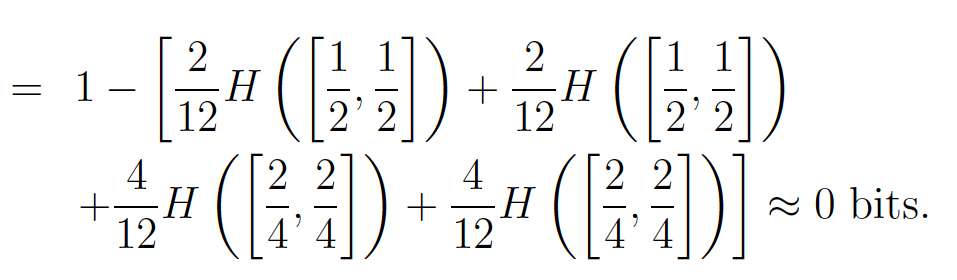 = 1 − [ 2/12 H([1/2, 1/2]) + 2/12 H([1/2, 1/2])
+ 4/12 H([2/4, 2/4]) + 4/12 H([2/4, 2/4]) ] ≈ 0 bits.